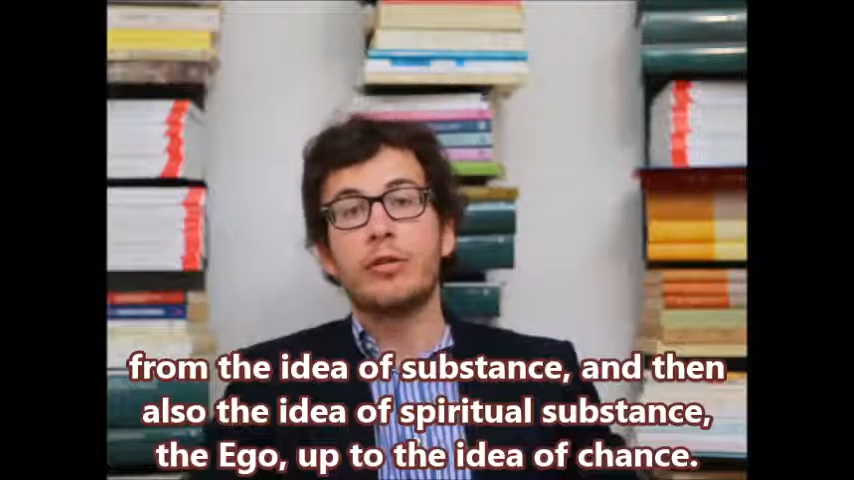 from the idea of substance, and then
also the idea of spiritual substance,
the Ego, up to the idea of chance.